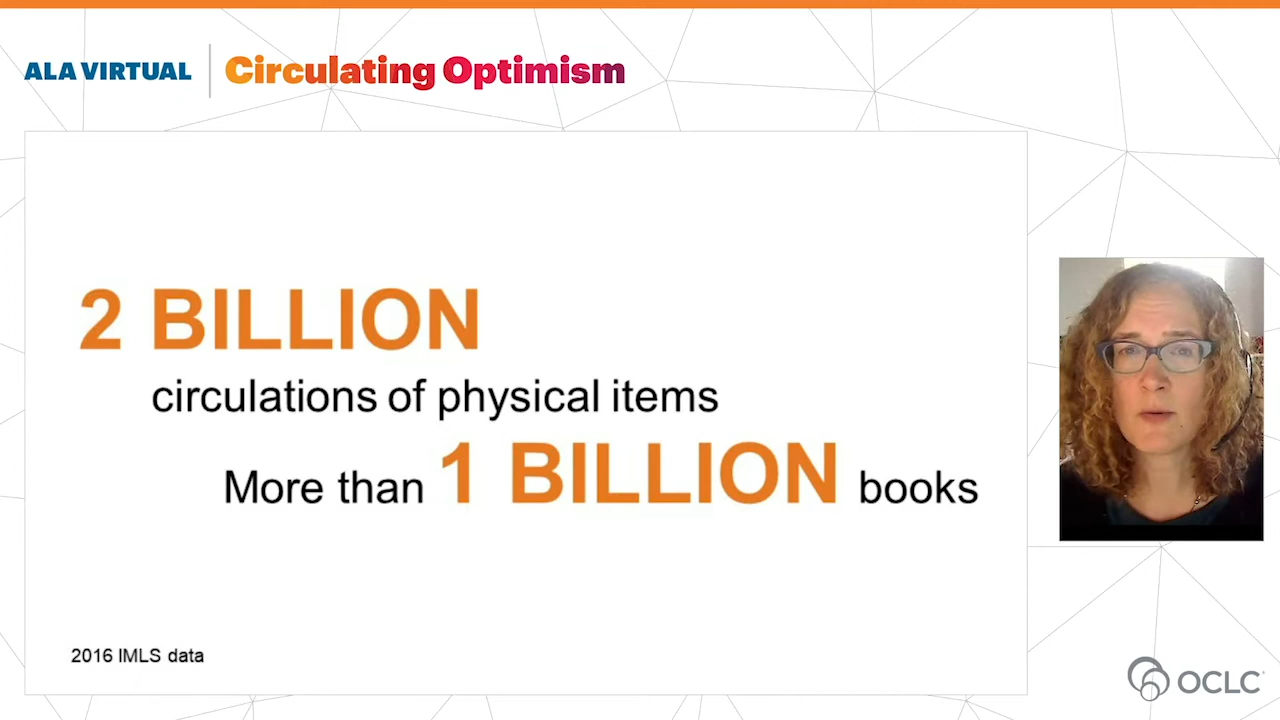 ALA VIRTUAL Circulating Optimism
2 BILLION
circulations of physical items
More than 1 BILLION books
2016 IMLS data
OCLC